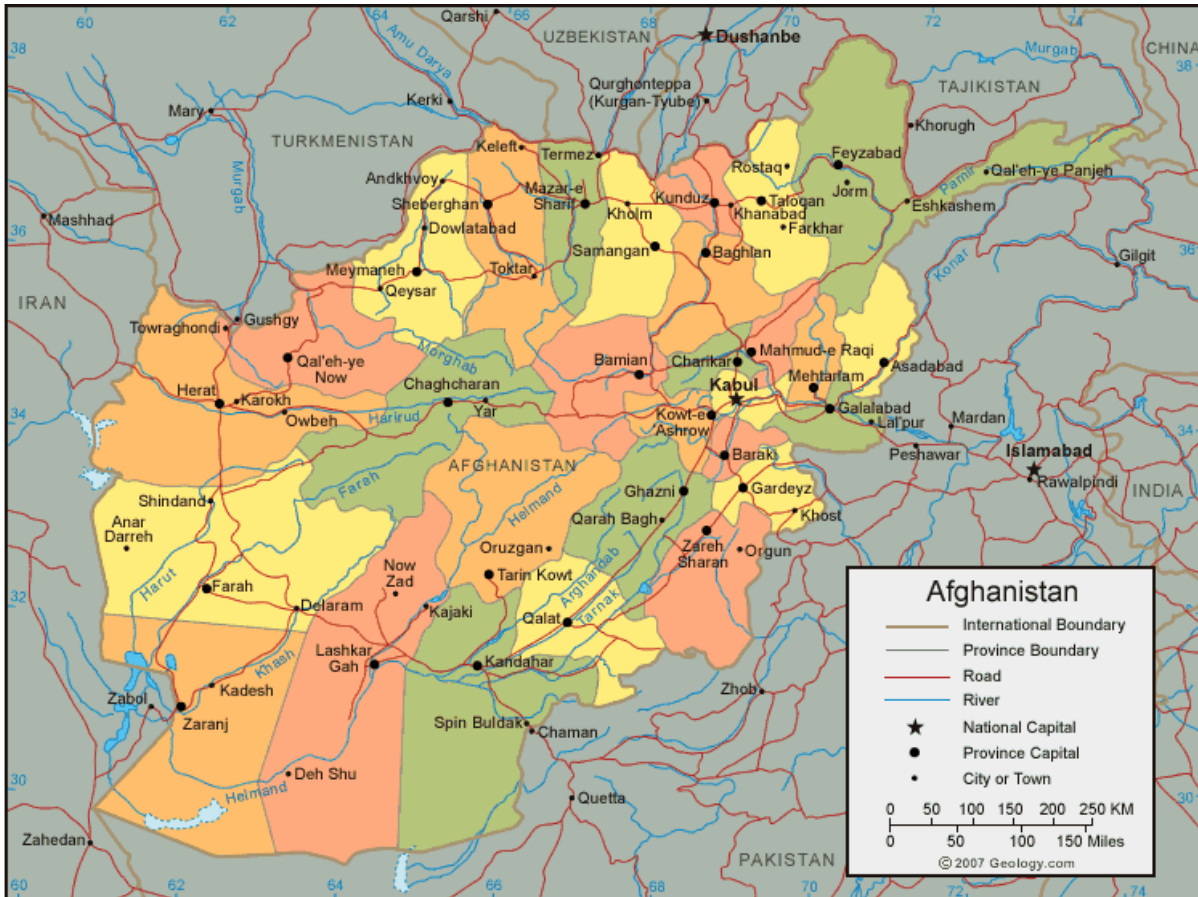 60
62
64
66
68
70
72
74
Qarshi
UZBEKISTAN
Dushanbe
38
Amu Darya
Murgab
CHINA
38
Qurghonteppa
(Kurgan-Tyube)
TAJIKISTAN
Kerki
Mary
Khorugh
TURKMENISTAN
Keleft
Termez
Rostaq
Feyzabad
Pamir
Qal'eh-ye Panjeh
Murgab
Andkhvoy
Mazar-e
Sharif
Jorm
Sheberghan
Kholm
Kunduz
Khanabad
Taloqan
Eshkashem
Mashhad
Dowlatabad
Farkhar
36
Samangan
Baghlan
Konar
36
Gilgit
Meymaneh
Toktar
Qeysar
IRAN
Gushgy
Towraghondi
Morghab
Qal'eh-ye
Now
Bamian
Charikar
Mahmud-e Raqi
Asadabad
Chaghcharan
Mehtarlam
Herat
Karokh
Kabul
34
Owbeh
Harirud
Yar
Kowt-e
Ashrow
Galalabad
Lal'pur
Mardan
34
Peshawar
Islamabad
Rawalpindi
AFGHANISTAN
Baraki
INDIA
Shindand
Farah
Helmand
Ghazni
Gardeyz
Anar
Darreh
Qarah Bagh
Khost
Oruzgan
Zareh
Sharan
Orgun
Harut
Now
Zad
Tarin Kowt
Arghandab
Farah
Tarnak
32
Delaram
Kajaki
Qalat
32
Lashkar
Gah
Kandahar
Khash
Kadesh
Zabol
Zaranj
Zhob
Spin Buldak
Chaman
Deh Shu
30
Helmand
Quetta
30
Zahedan
PAKISTAN
60
62
64
66
68
70
72
74
Afghanistan
International Boundary
Province Boundary
Road
River
National Capital
Province Capital
City or Town
0 50 100 150 200 250 KM
0 50 100 150 Miles
© 2007 Geology.com